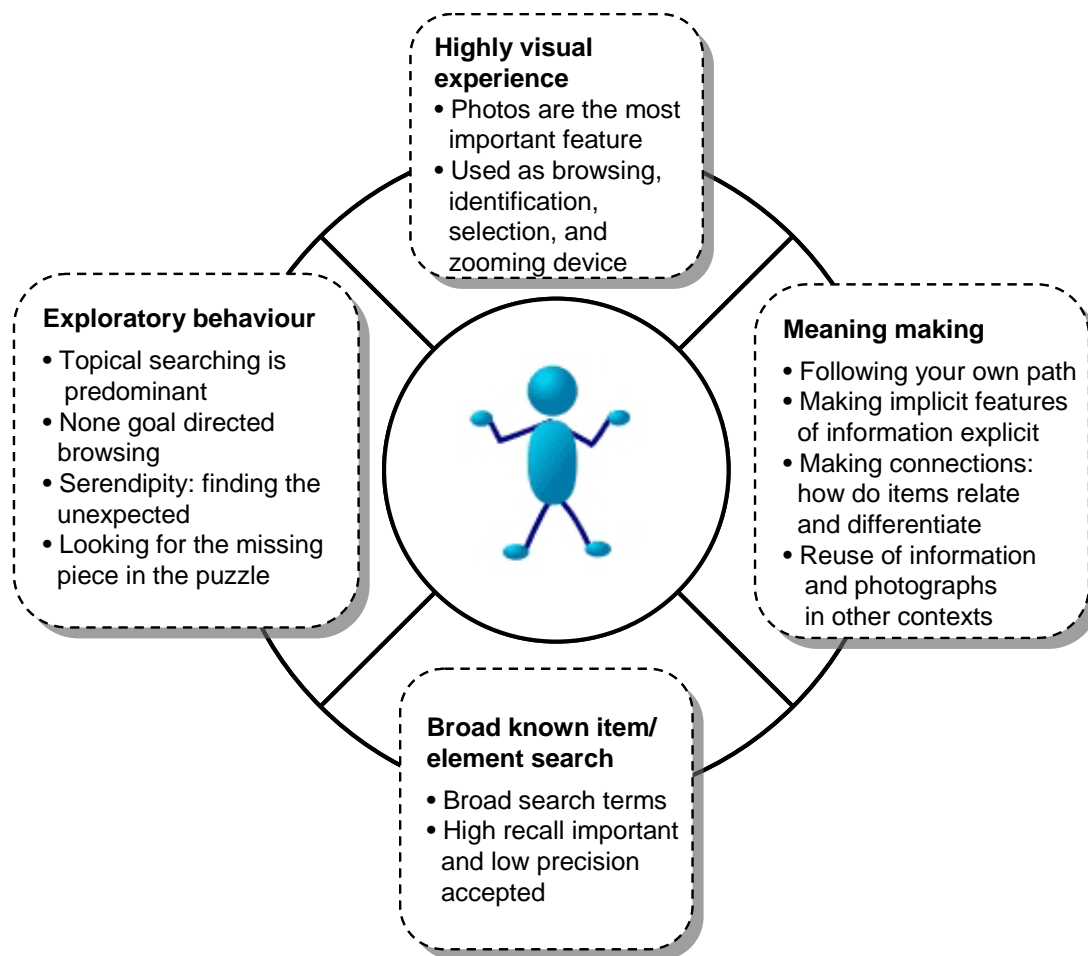 Highly visual
experience
• Photos are the most
important feature
• Used as browsing,
identification,
selection, and
zooming device
Exploratory behaviour
• Topical searching is
predominant
• None goal directed
browsing
• Serendipity: finding the
unexpected
• Looking for the missing
piece in the puzzle
Meaning making
• Following your own path
• Making implicit features
of information explicit
• Making connections:
how do items relate
and differentiate
• Reuse of information
and photographs
in other contexts
Broad known item/
element search
• Broad search terms
• High recall important
and low precision
accepted